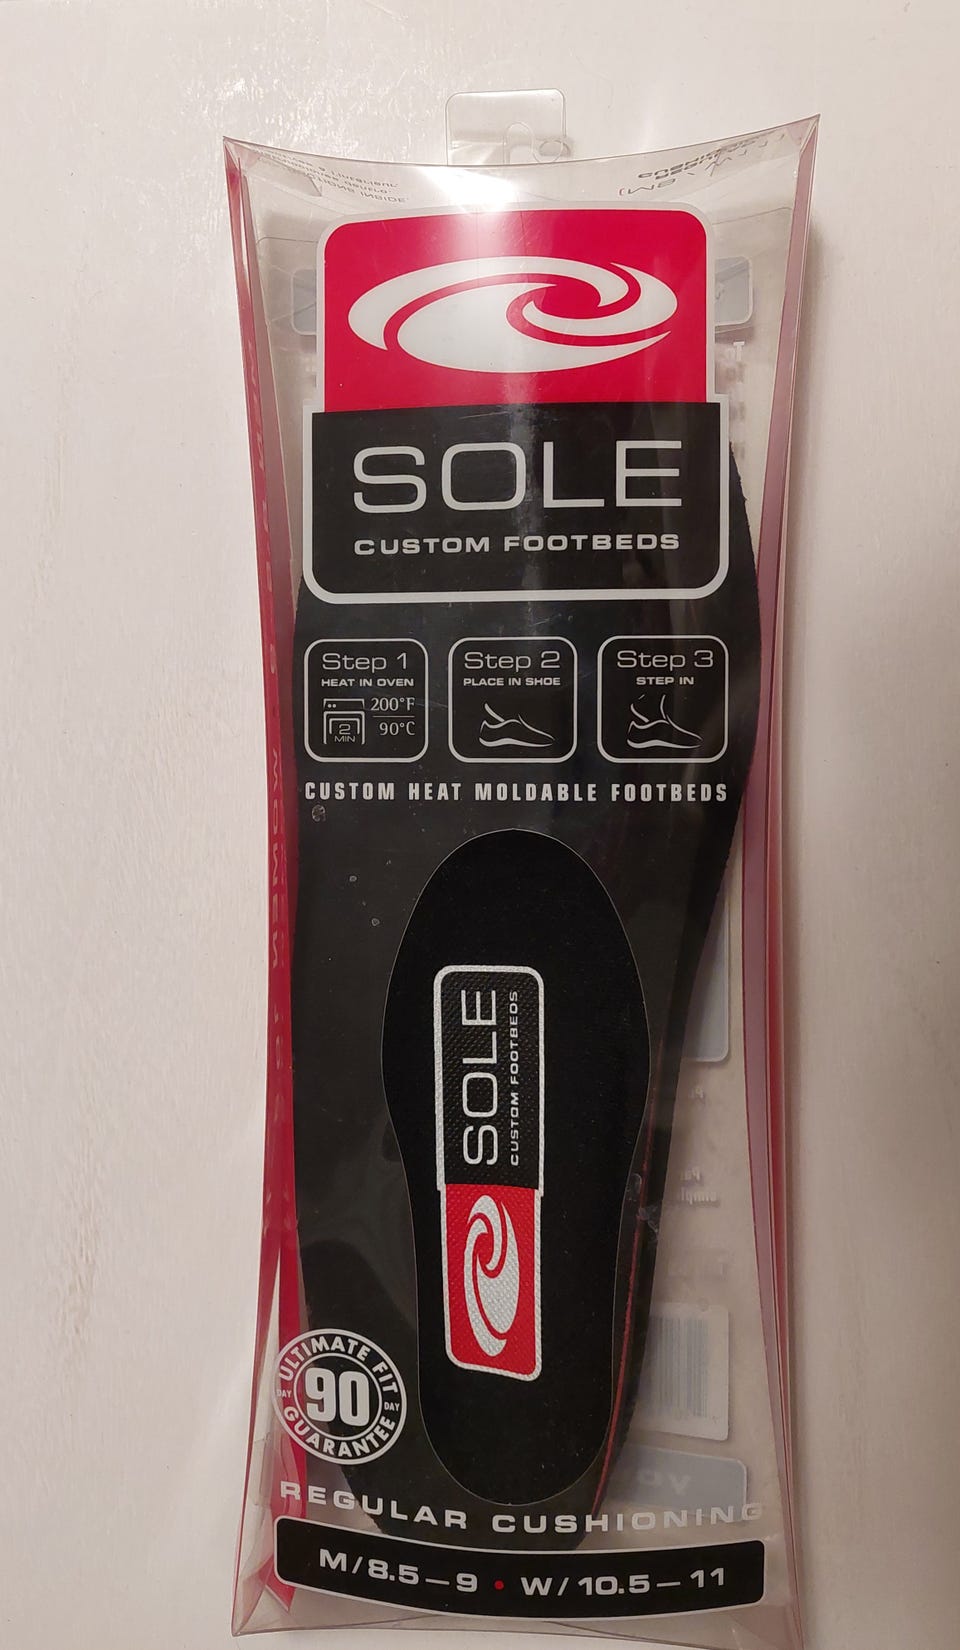 SOLE
CUSTOM FOOTBEDS
Step 1
HEAT IN OVEN
200°F
90°C
2
MIN
Step 2
PLACE IN SHOE
Step 3
STEP IN
CUSTOM HEAT MOLDABLE FOOTBEDS
SOLE
CUSTOM FOOTBEDS
ULTIMATE FIT
DAY 90 DAY
GUARANTEE
REGULAR CUSHIONING
M/8.5—9 • W/10.5—11